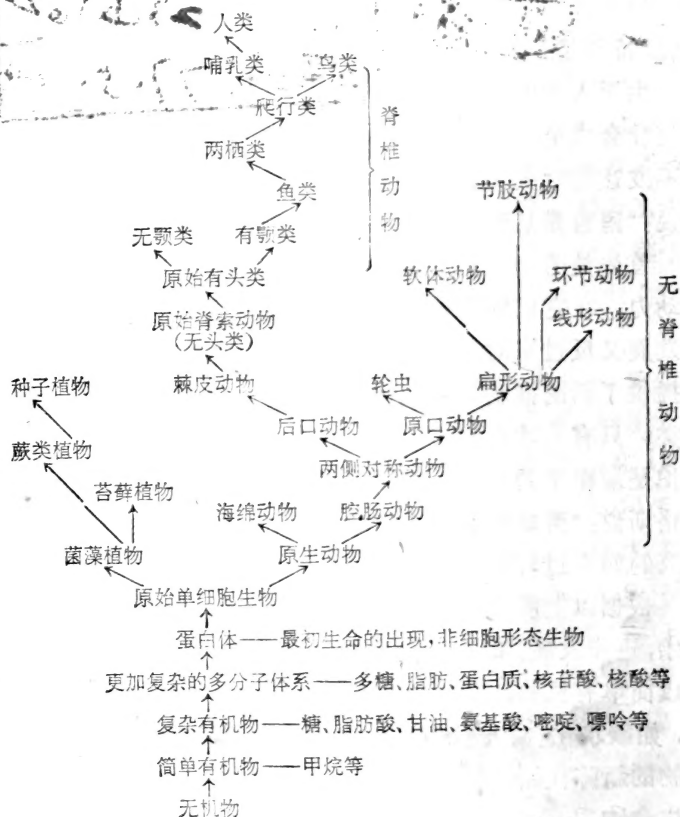 人类
哺乳类 鸟类
爬行类
两栖类
鱼类
脊椎动物
节肢动物
无颚类 有颚类
原始有头类
软体动物 环节动物
原始脊索动物 线形动物
(无头类)
无脊椎动物
种子植物 棘皮动物 轮虫 扁形动物
后口动物 原口动物
蕨类植物
两侧对称动物
苔藓植物 海绵动物 腔肠动物
菌藻植物 原生动物
原始单细胞生物
蛋白体——最初生命的出现,非细胞形态生物
更加复杂的多分子体系——多糖、脂肪、蛋白质、核苷酸、核酸等
复杂有机物——糖、脂肪酸、甘油、氨基酸、嘧啶、嘌呤等
简单有机物——甲烷等
无机物